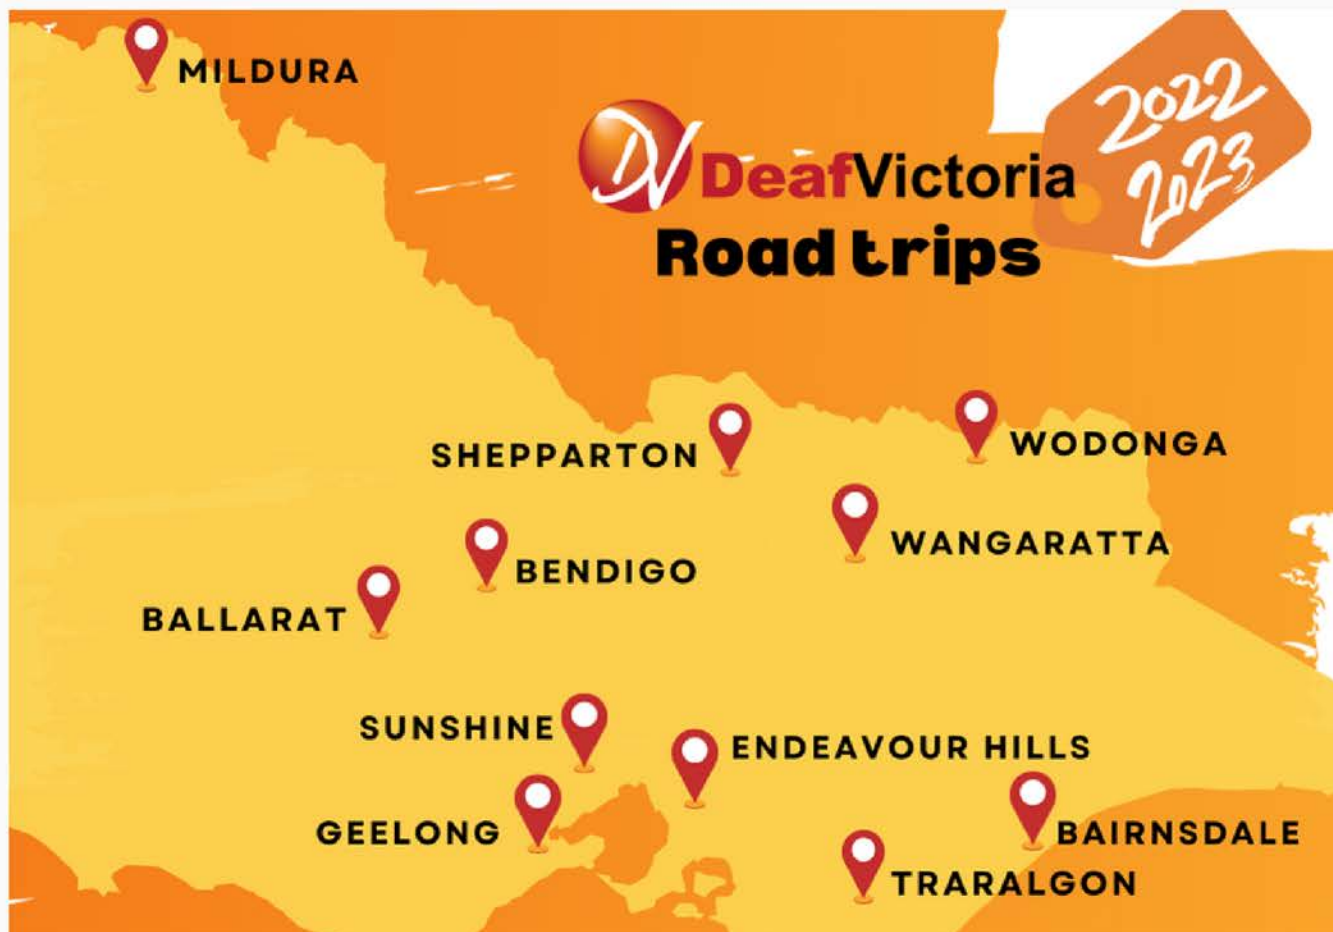 MILDURA
2022
2023
DV DeafVictoria
Road trips
SHEPPARTON
WODONGA
WANGARATTA
BENDIGO
BALLARAT
SUNSHINE
ENDEAVOUR HILLS
GEELONG
BAIRNSDALE
TRARALGON